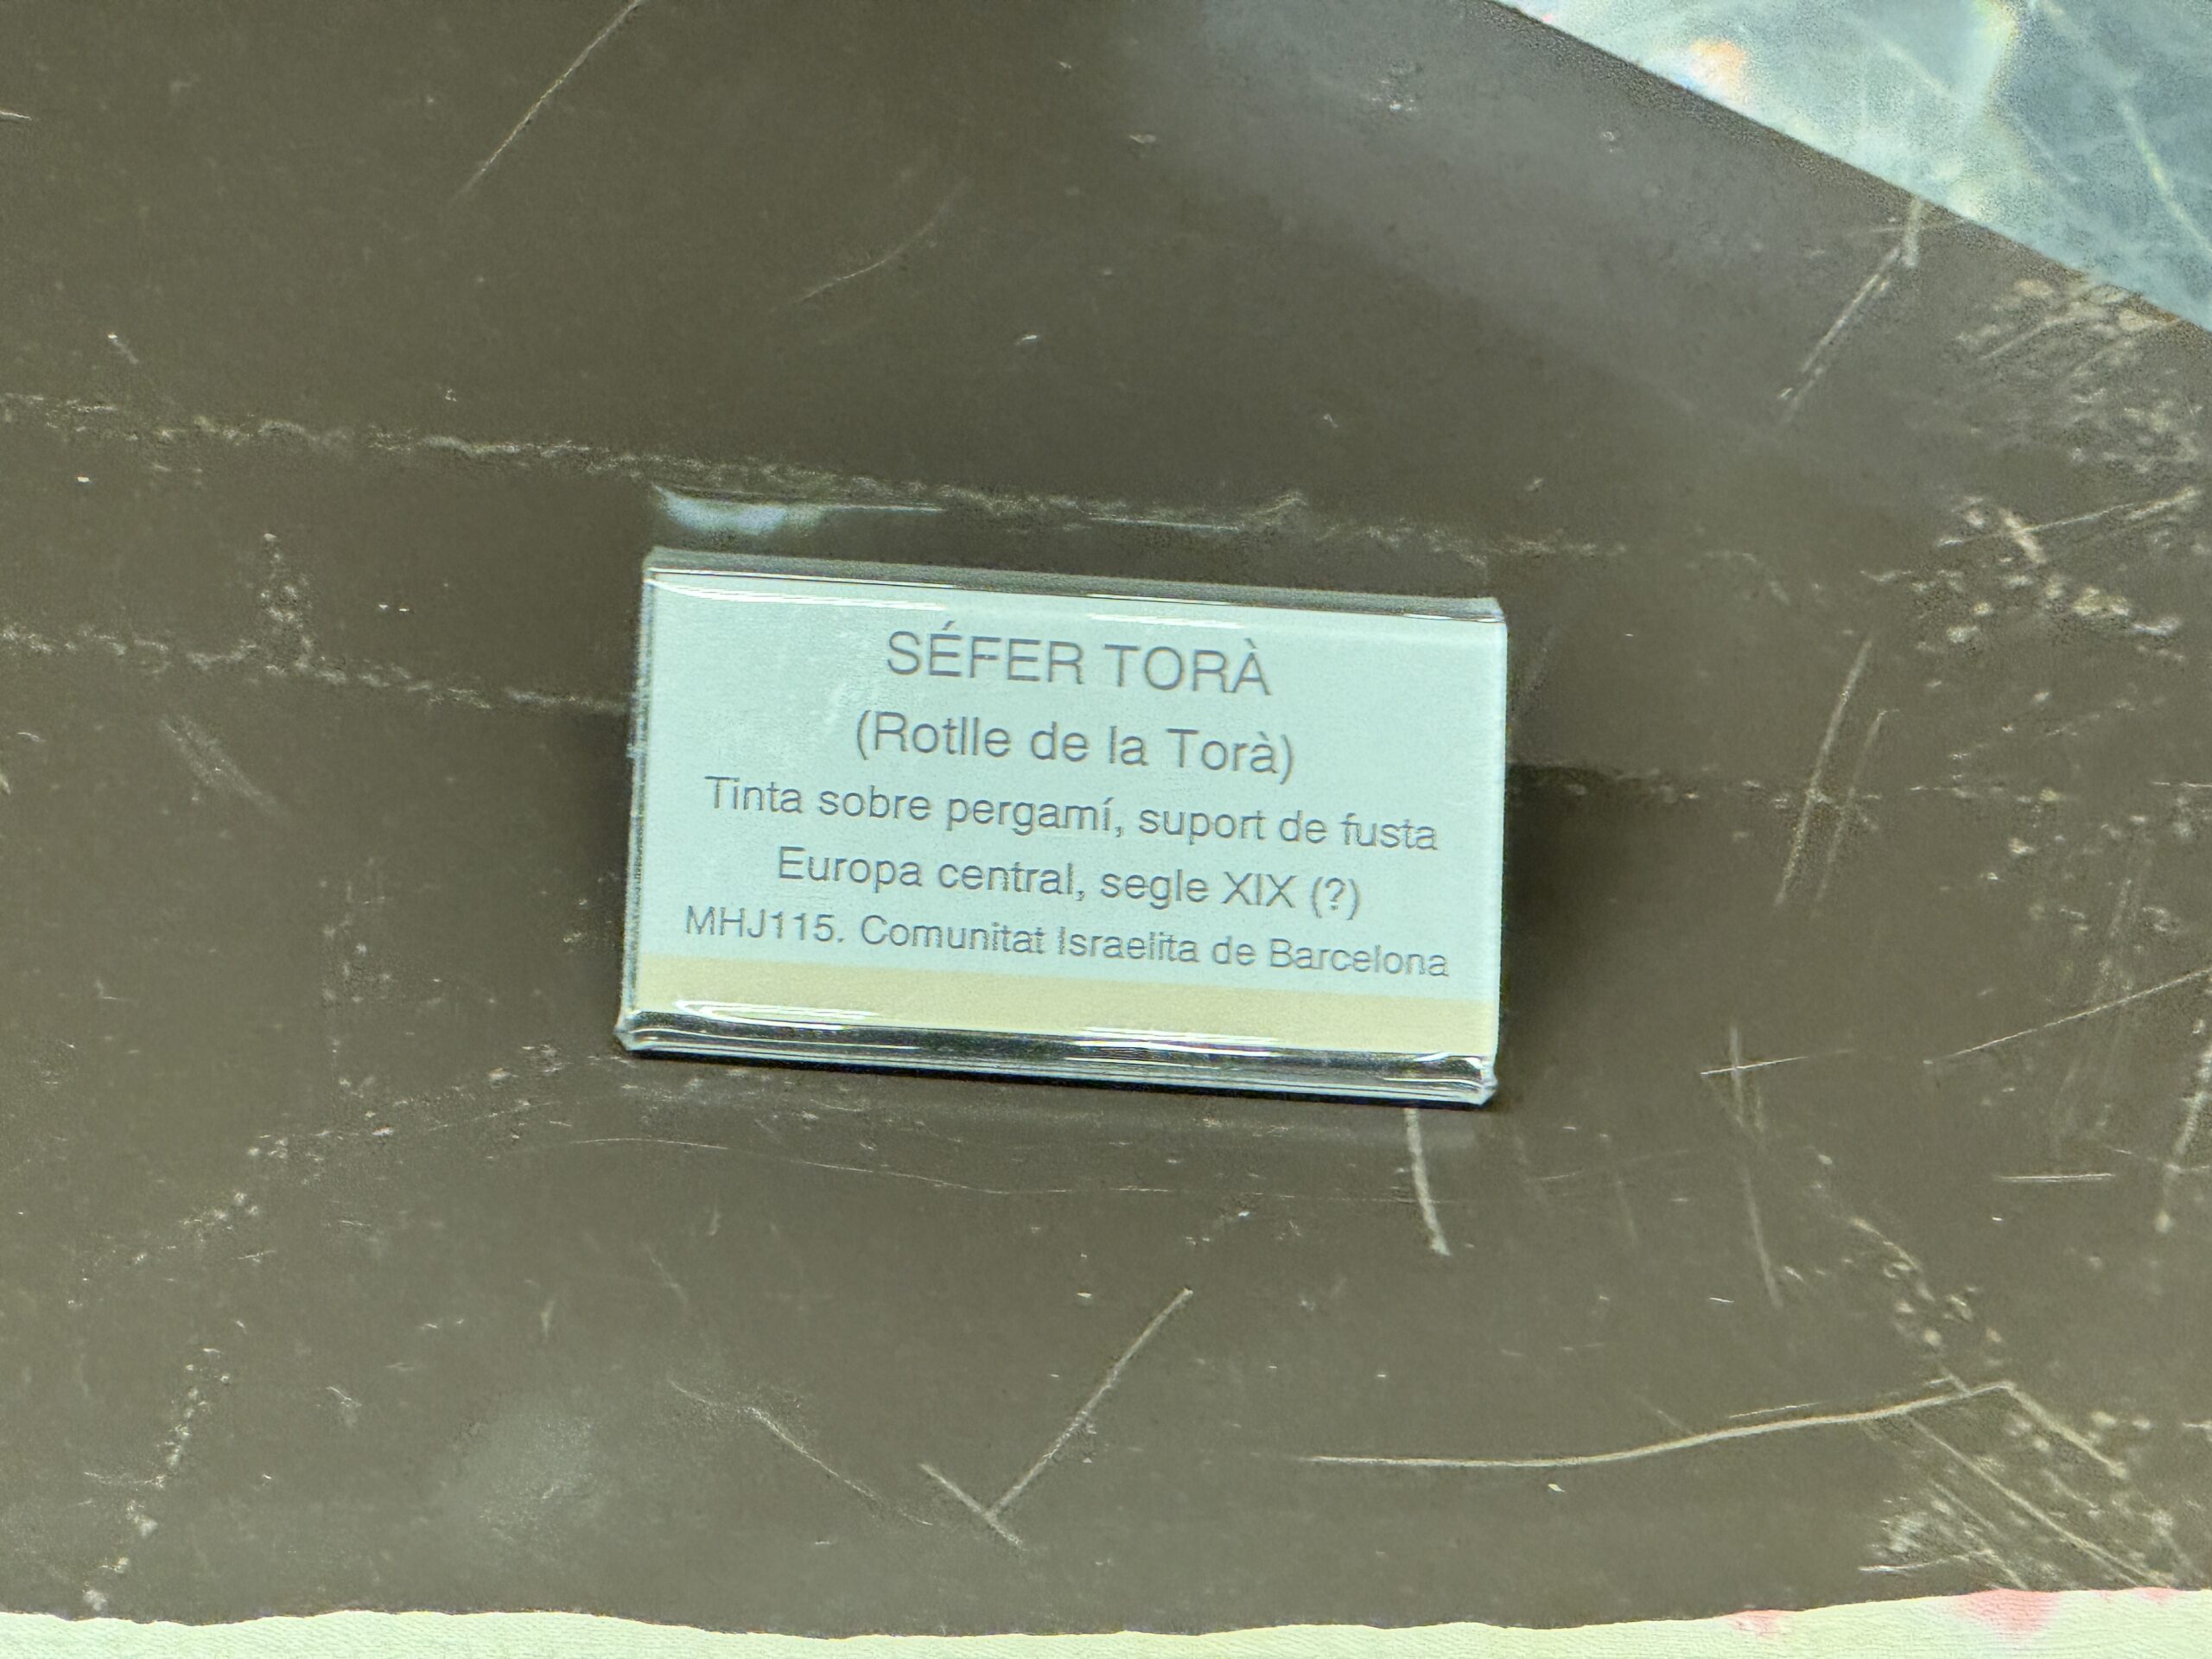 SÉFER TORÀ
(Rotlle de la Torà)
Tinta sobre pergamí, suport de fusta
Europa central, segle XIX (?)
MHJ115. Comunitat Israelita de Barcelona